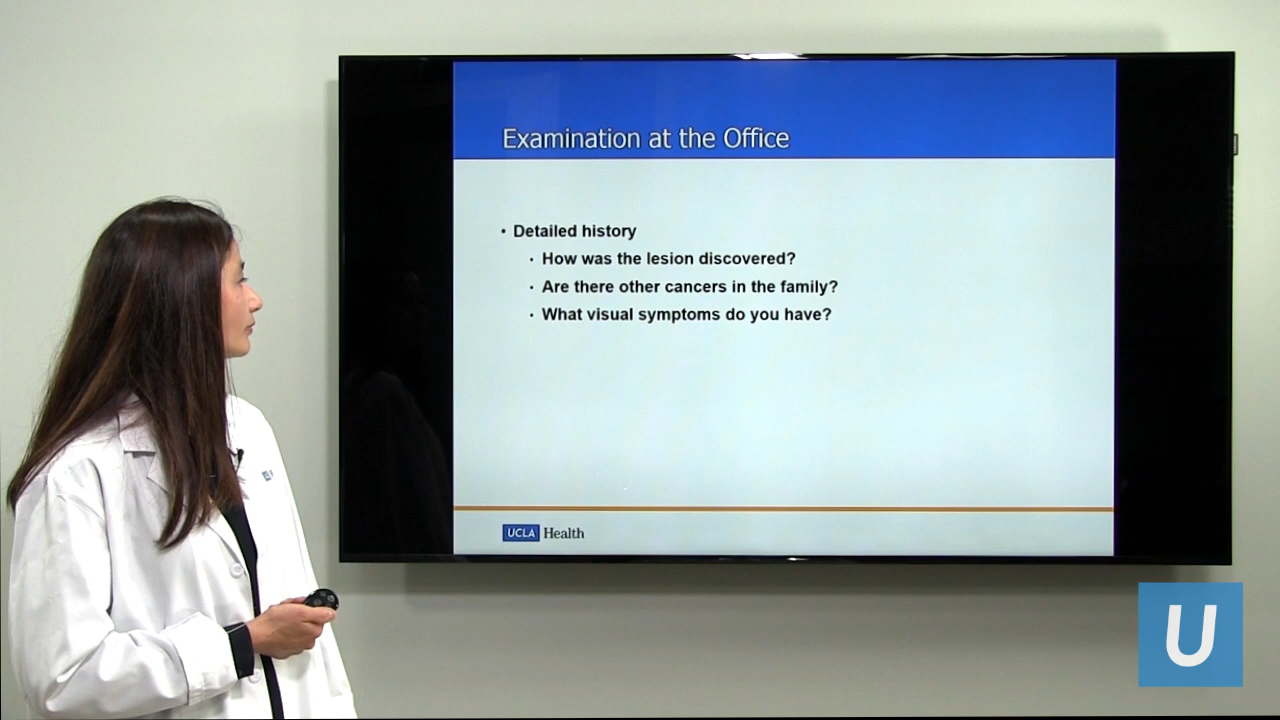 Examination at the Office
• Detailed history
• How was the lesion discovered?
• Are there other cancers in the family?
• What visual symptoms do you have?
UCLA Health
U